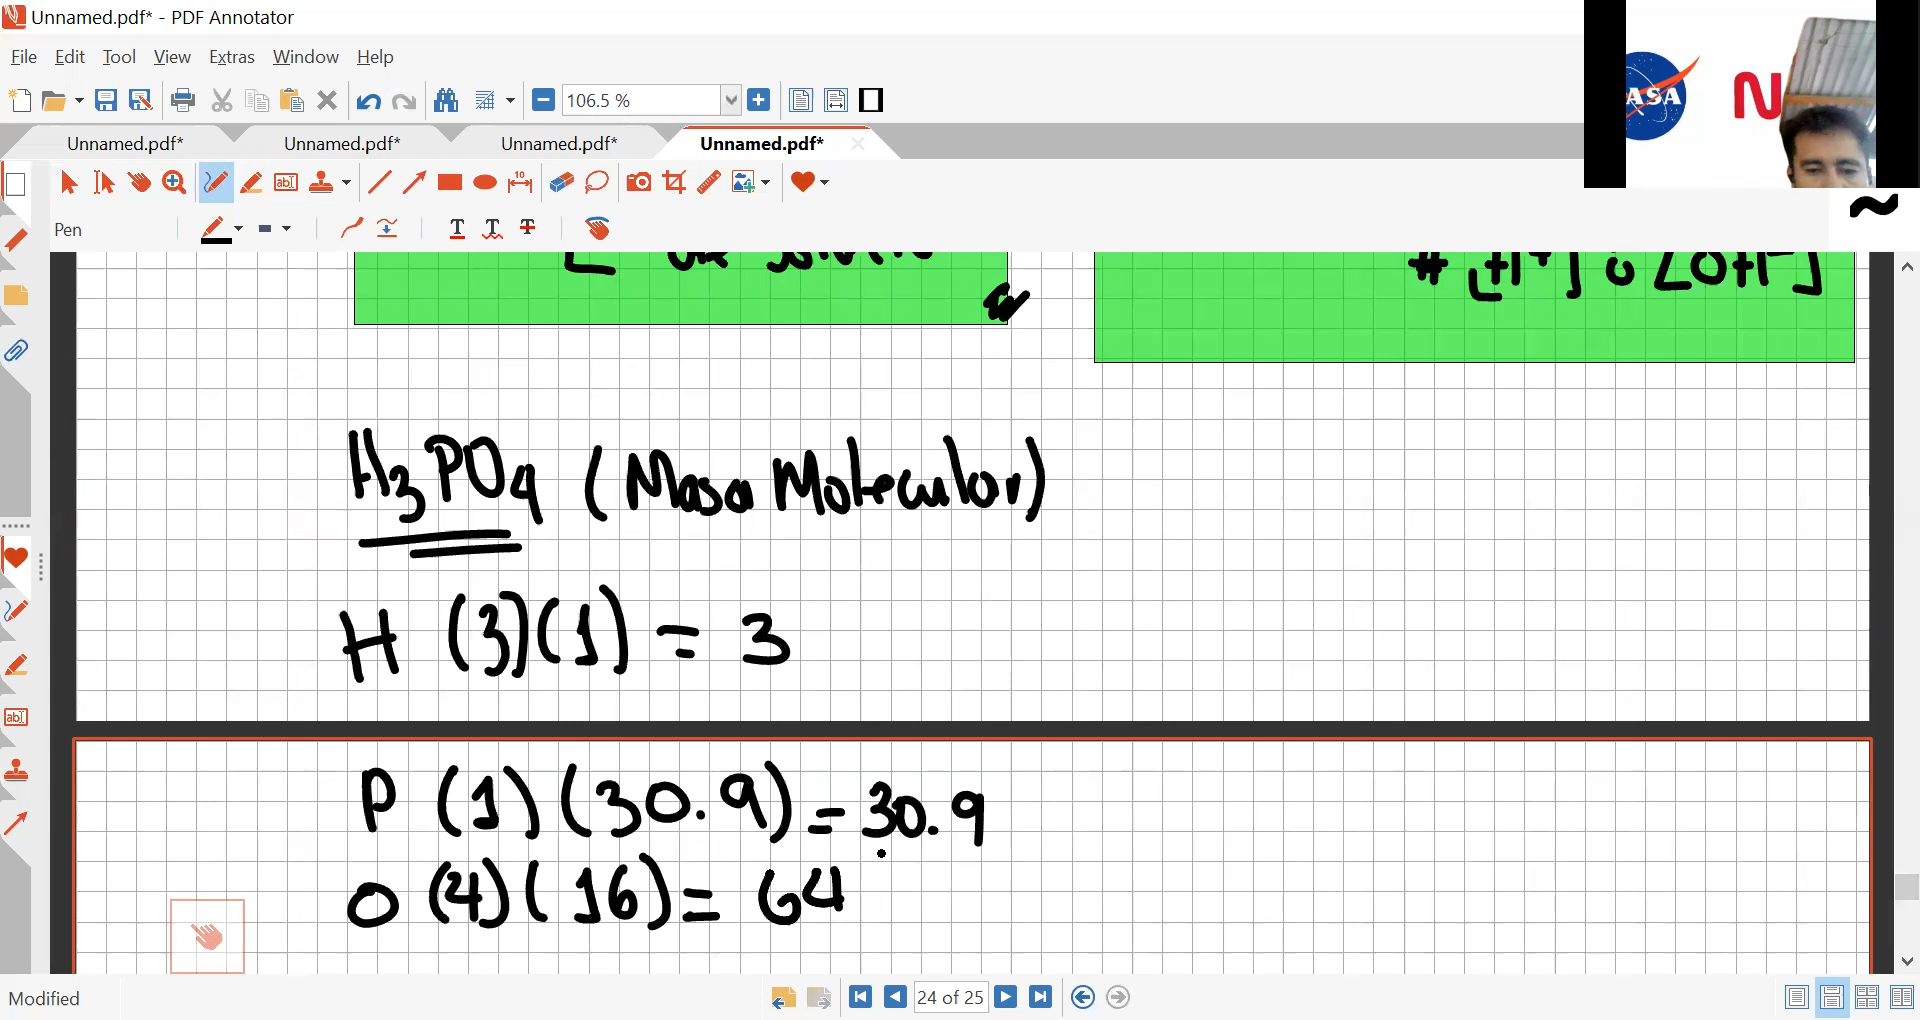 Unnamed.pdf* - PDF Annotator
File Edit Tool View Extras Window Help
106.5 %
Unnamed.pdf* Unnamed.pdf* Unnamed.pdf* Unnamed.pdf*
Pen
# [H+] o [OH-]
H3PO4 (Masa Molecular)
H (3)(1) = 3
P (1) (30.9) = 30.9
O (4)(16) = 64
Modified
24 of 25